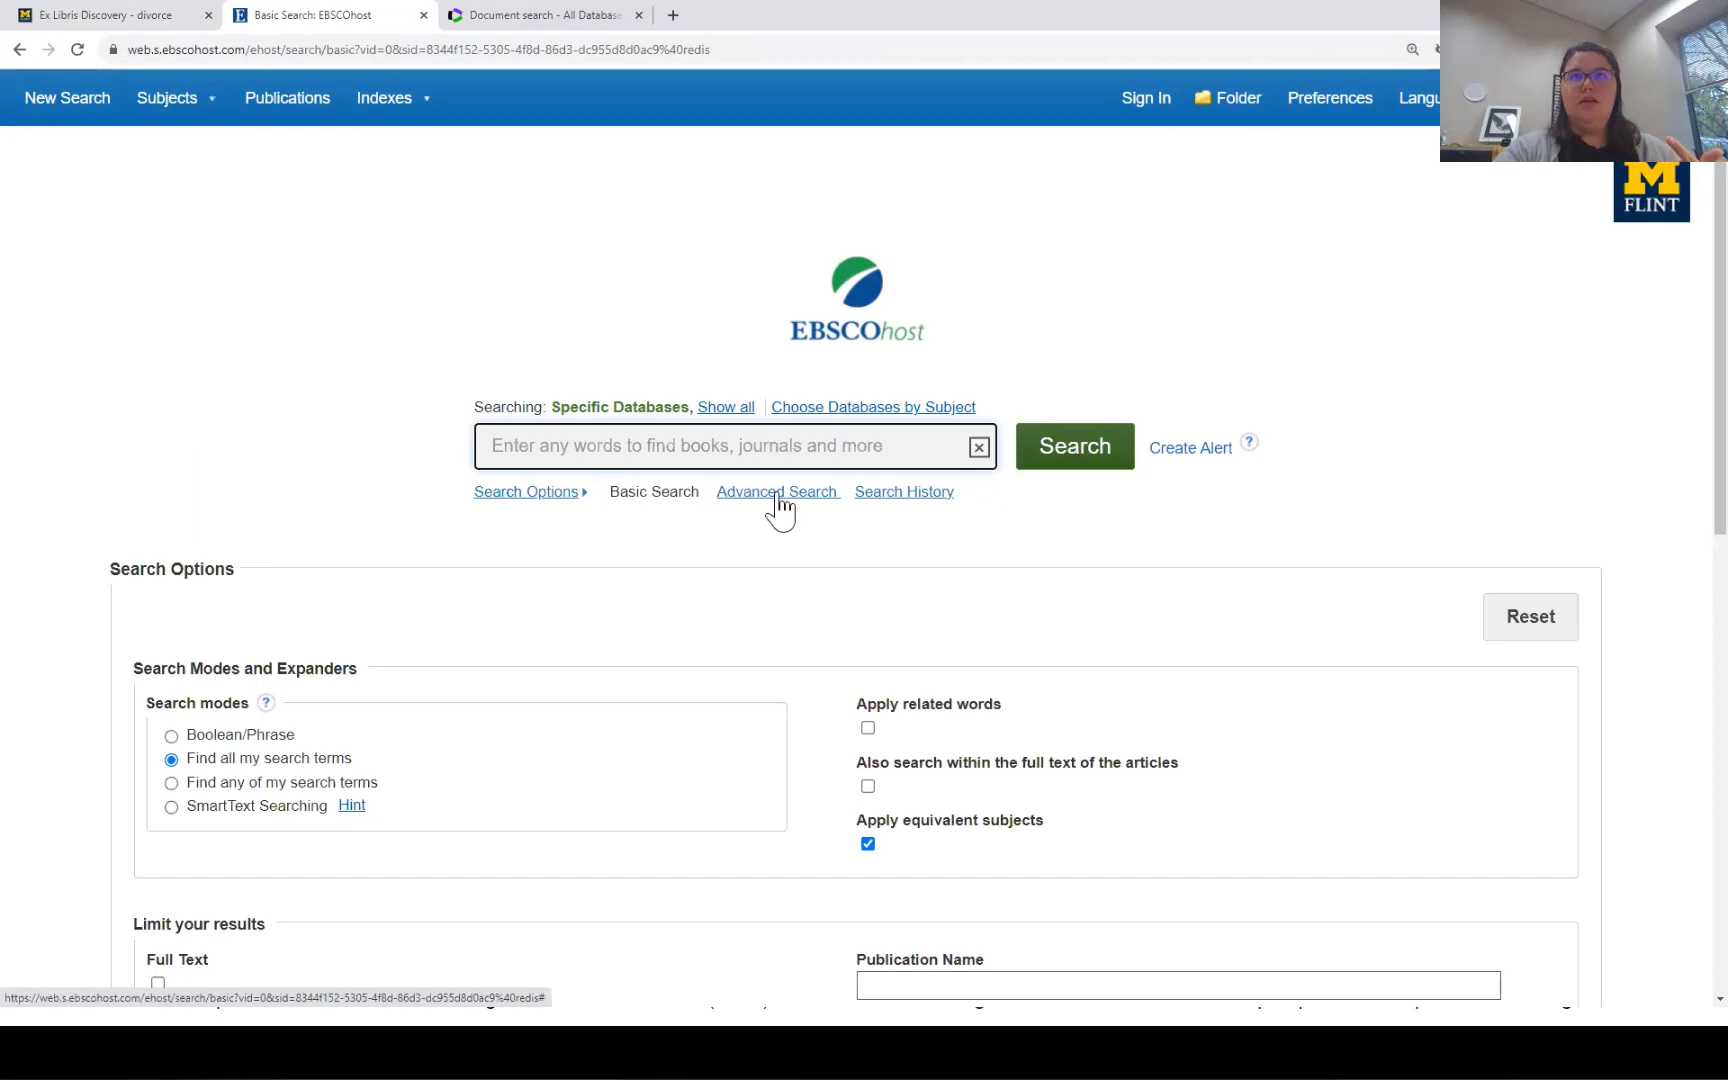 Ex Libris Discovery - divorce
Basic Search: EBSCOhost
Document search - All Database
web.s.ebscohost.com/ehost/search/basic?vid=0&sid=8344f152-5305-4f8d-86d3-dc955d8d0ac9%40redis
New Search Subjects Publications Indexes Sign In Folder Preferences Langu
M
FLINT
EBSCOhost
Searching: Specific Databases, Show all Choose Databases by Subject
Enter any words to find books, journals and more Search Create Alert ?
Search Options Basic Search Advanced Search Search History
Search Options
Reset
Search Modes and Expanders
Search modes ?
Boolean/Phrase
Find all my search terms
Find any of my search terms
SmartText Searching Hint
Apply related words
Also search within the full text of the articles
Apply equivalent subjects
Limit your results
Full Text
Publication Name
https://web.s.ebscohost.com/ehost/search/basic?vid=0&sid=8344f152-5305-4f8d-86d3-dc955d8d0ac9%40redis#